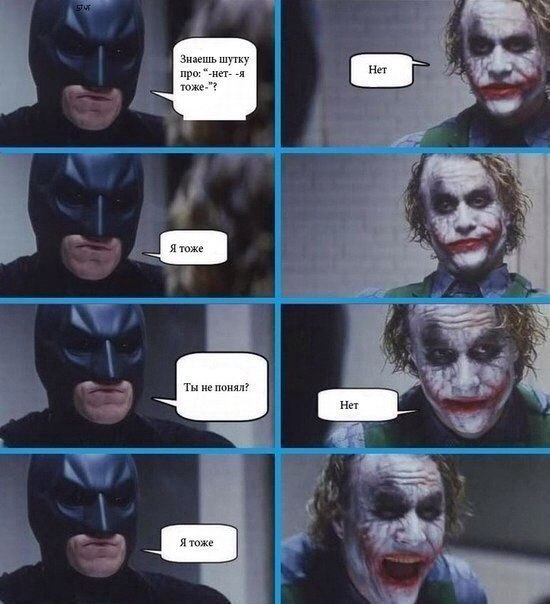 Знаешь шутку
про: “-нет- -я
тоже-”?
Нет
Я тоже
Ты не понял?
Нет
Я тоже